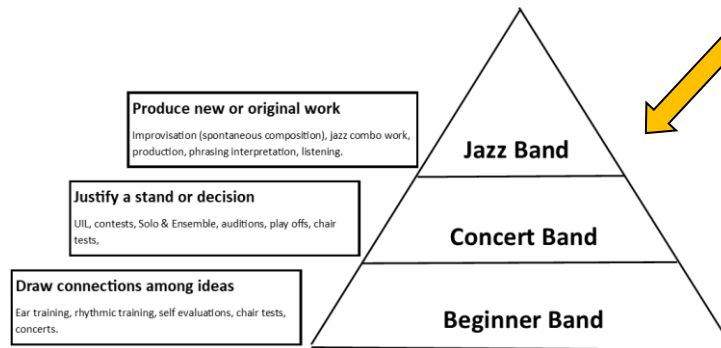 Produce new or original work
Improvisation (spontaneous composition), jazz combo work,
production, phrasing interpretation, listening.
Jazz Band
Justify a stand or decision
UIL, contests, Solo & Ensemble, auditions, play offs, chair
tests,
Concert Band
Draw connections among ideas
Ear training, rhythmic training, self evaluations, chair tests,
concerts.
Beginner Band